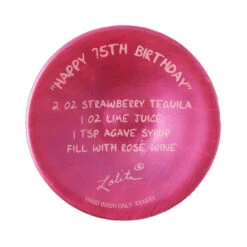 "HAPPY 75TH BIRTHDAY"
2 OZ STRAWBERRY TEQUILA
1 OZ LIME JUICE
1 TSP AGAVE SYRUP
FILL WITH ROSÉ WINE
Lolita ®
HAND WASH ONLY · XXXXXX